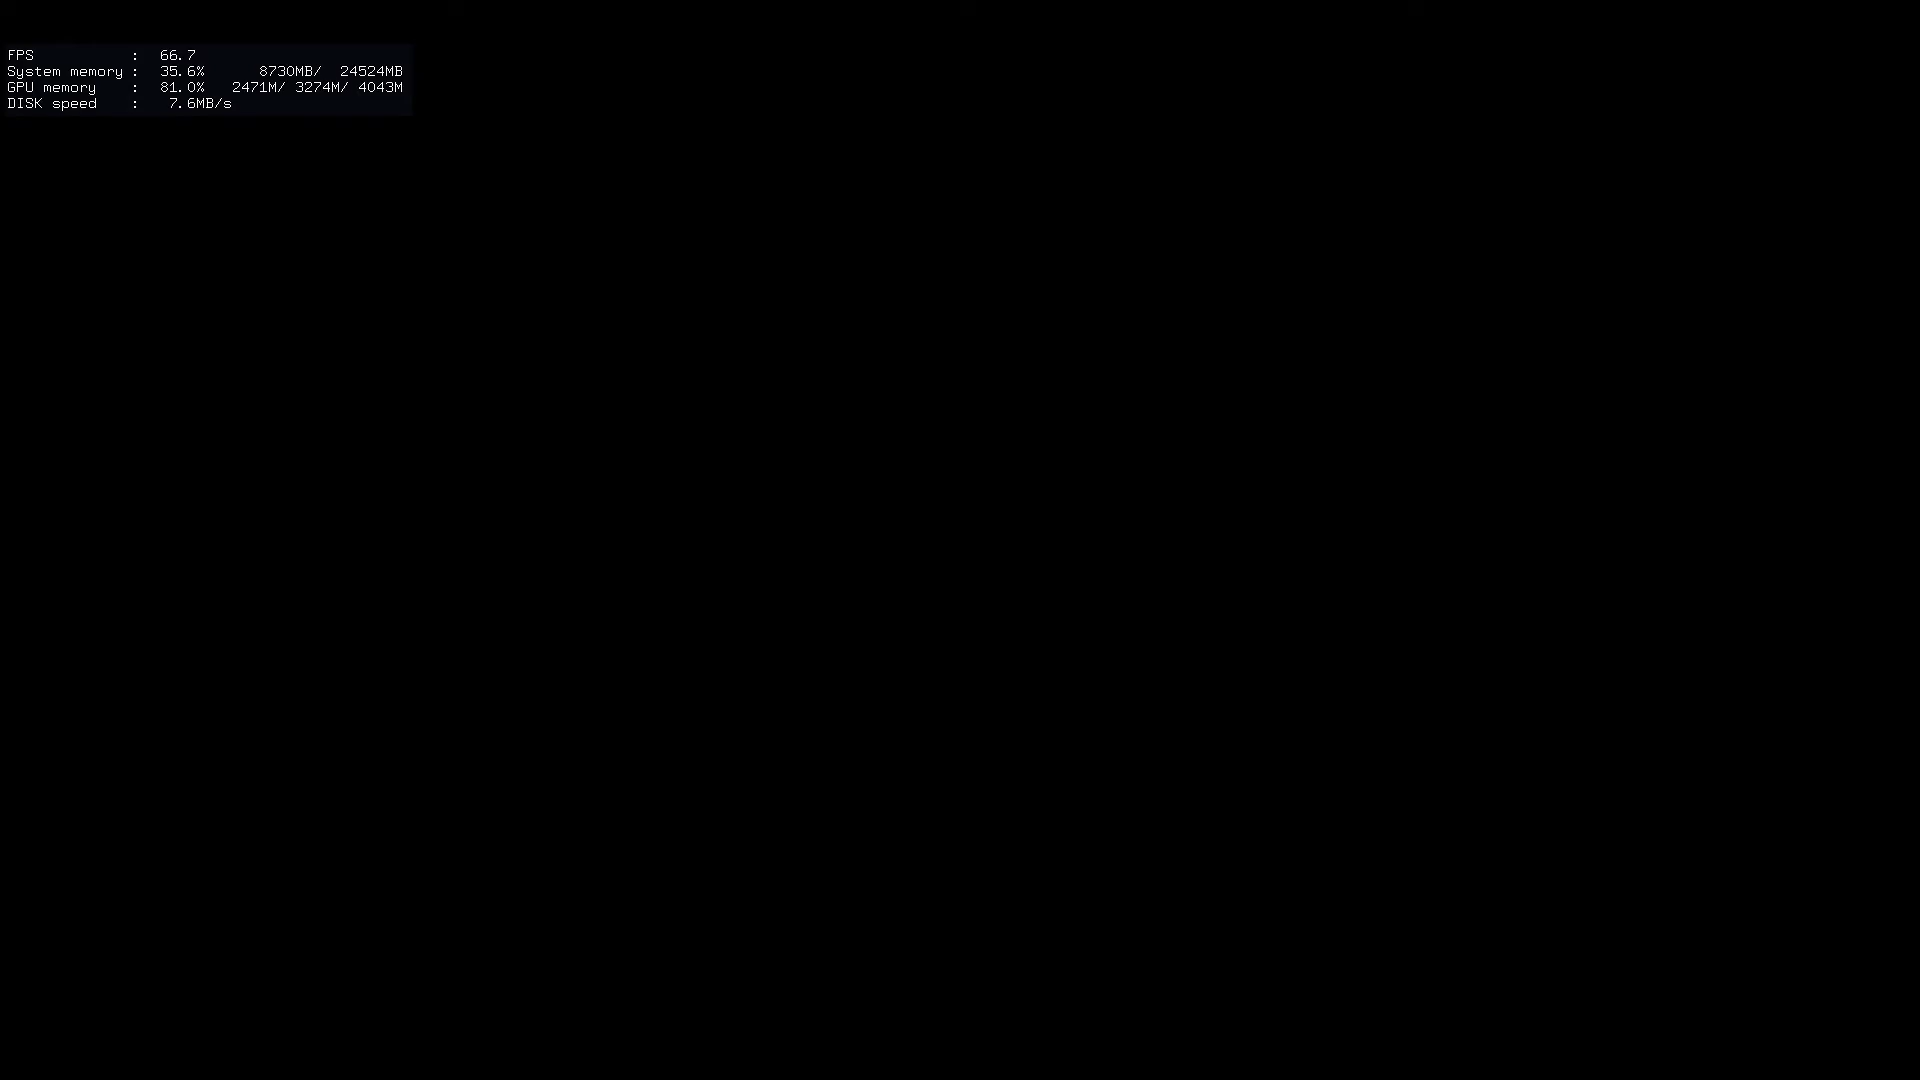 FPS : 66.7
System memory : 35.6% 8730MB/ 24524MB
GPU memory : 81.0% 2471M/ 3274M/ 4043M
DISK speed : 7.6MB/s